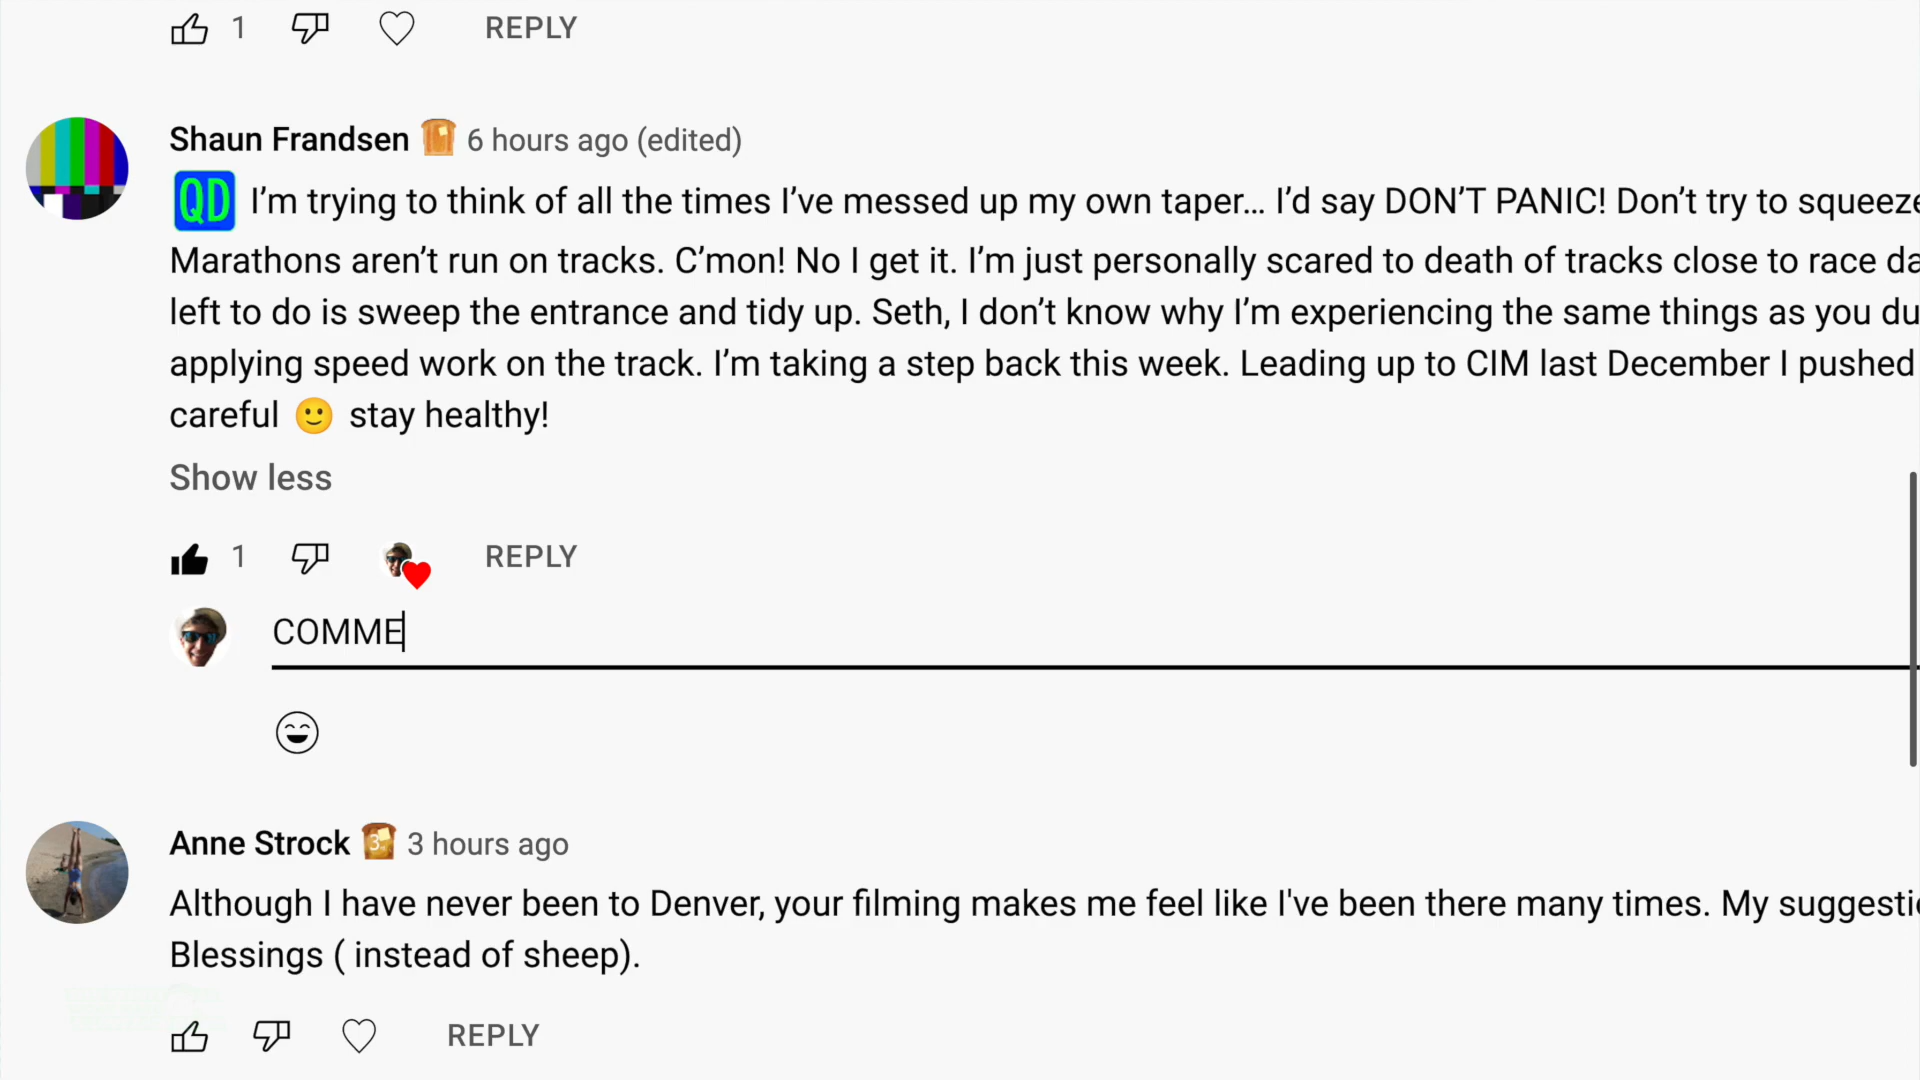 1 REPLY
Shaun Frandsen 6 hours ago (edited)
QD I’m trying to think of all the times I’ve messed up my own taper... I’d say DON’T PANIC! Don’t try to squeeze
Marathons aren’t run on tracks. C’mon! No I get it. I’m just personally scared to death of tracks close to race da
left to do is sweep the entrance and tidy up. Seth, I don’t know why I’m experiencing the same things as you du
applying speed work on the track. I’m taking a step back this week. Leading up to CIM last December I pushed
careful 🙂 stay healthy!
Show less
1 REPLY
COMME
Anne Strock 3 hours ago
Although I have never been to Denver, your filming makes me feel like I've been there many times. My suggesti
Blessings ( instead of sheep).
REPLY